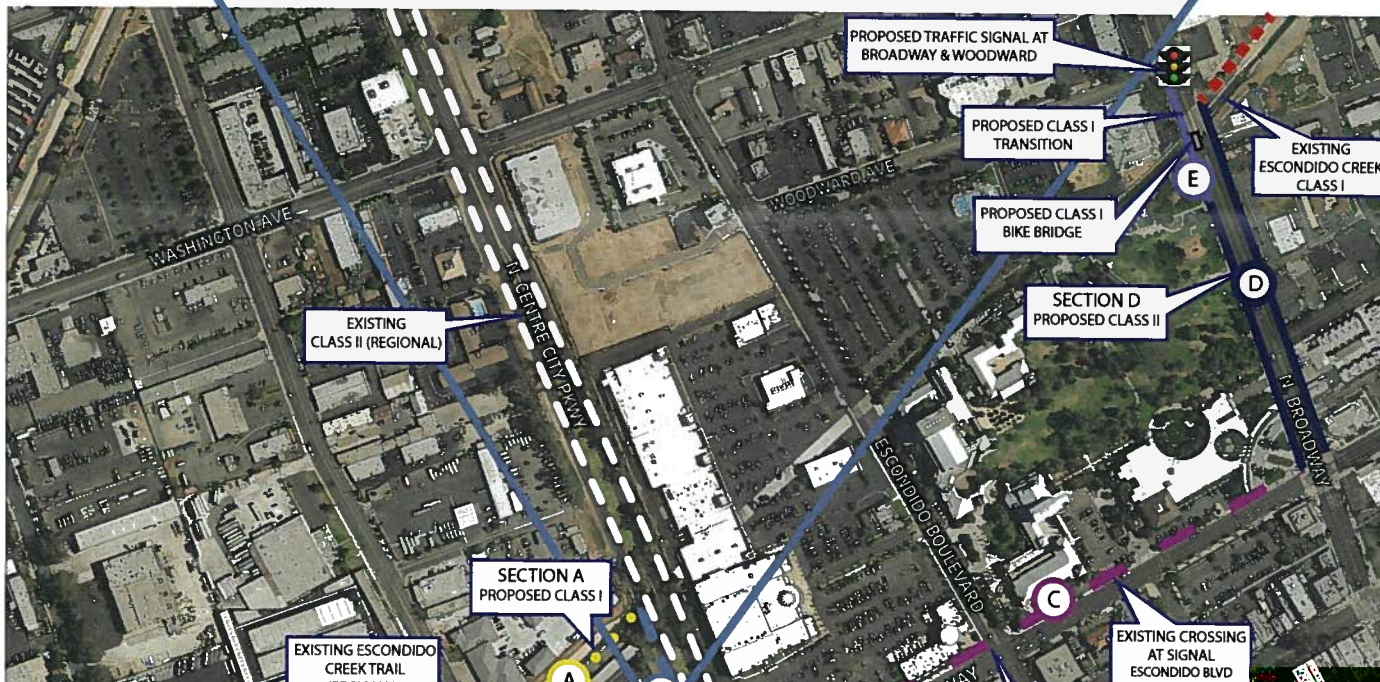 PROPOSED TRAFFIC SIGNAL AT
BROADWAY & WOODWARD
PROPOSED CLASS I
TRANSITION
EXISTING
ESCONDIDO CREEK
CLASS I
E
WOODWARD AVE
PROPOSED CLASS I
BIKE BRIDGE
WASHINGTON AVE
N CENTRE CITY PKWY
SECTION D
PROPOSED CLASS II
D
EXISTING
CLASS II (REGIONAL)
N BROADWAY
ESCONDIDO BOULEVARD
SECTION A
PROPOSED CLASS I
C
EXISTING CROSSING
AT SIGNAL
ESCONDIDO BLVD
EXISTING ESCONDIDO
CREEK TRAIL
A